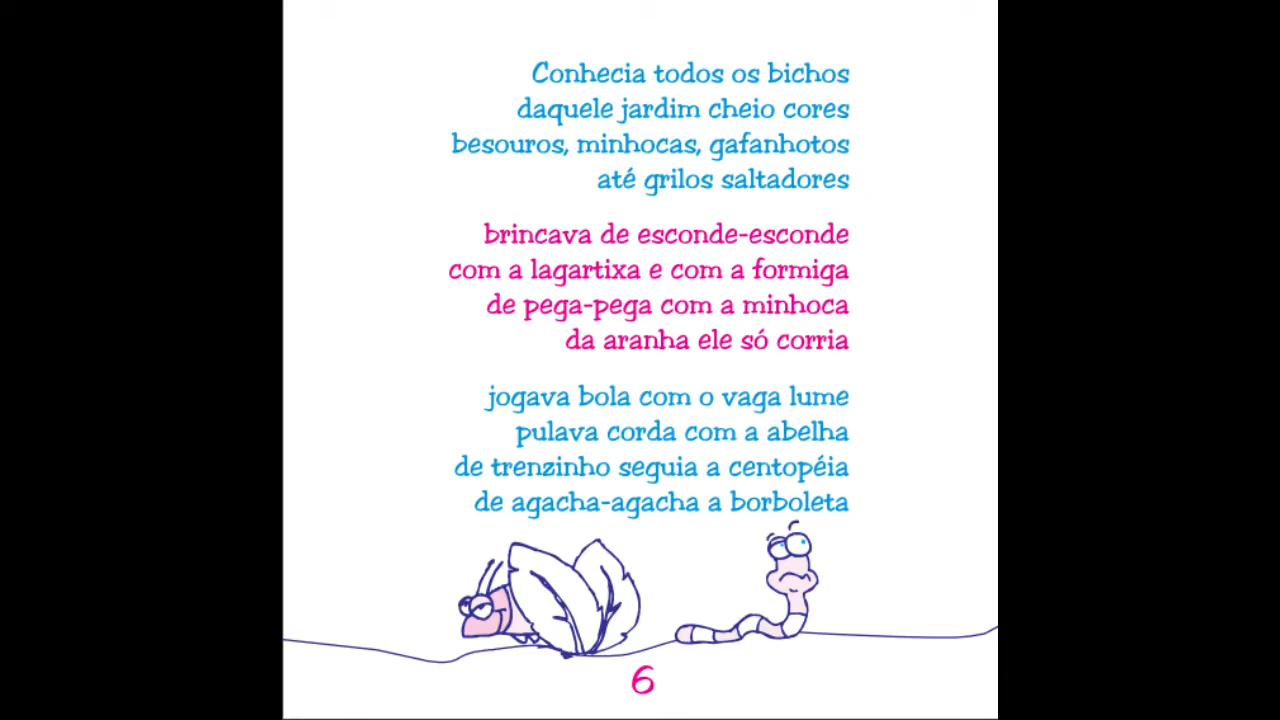 Conhecia todos os bichos
daquele jardim cheio cores
besouros, minhocas, gafanhotos
até grilos saltadores
brincava de esconde-esconde
com a lagartixa e com a formiga
de pega-pega com a minhoca
da aranha ele só corria
jogava bola com o vaga lume
pulava corda com a abelha
de trenzinho seguia a centopéia
de agacha-agacha a borboleta
6